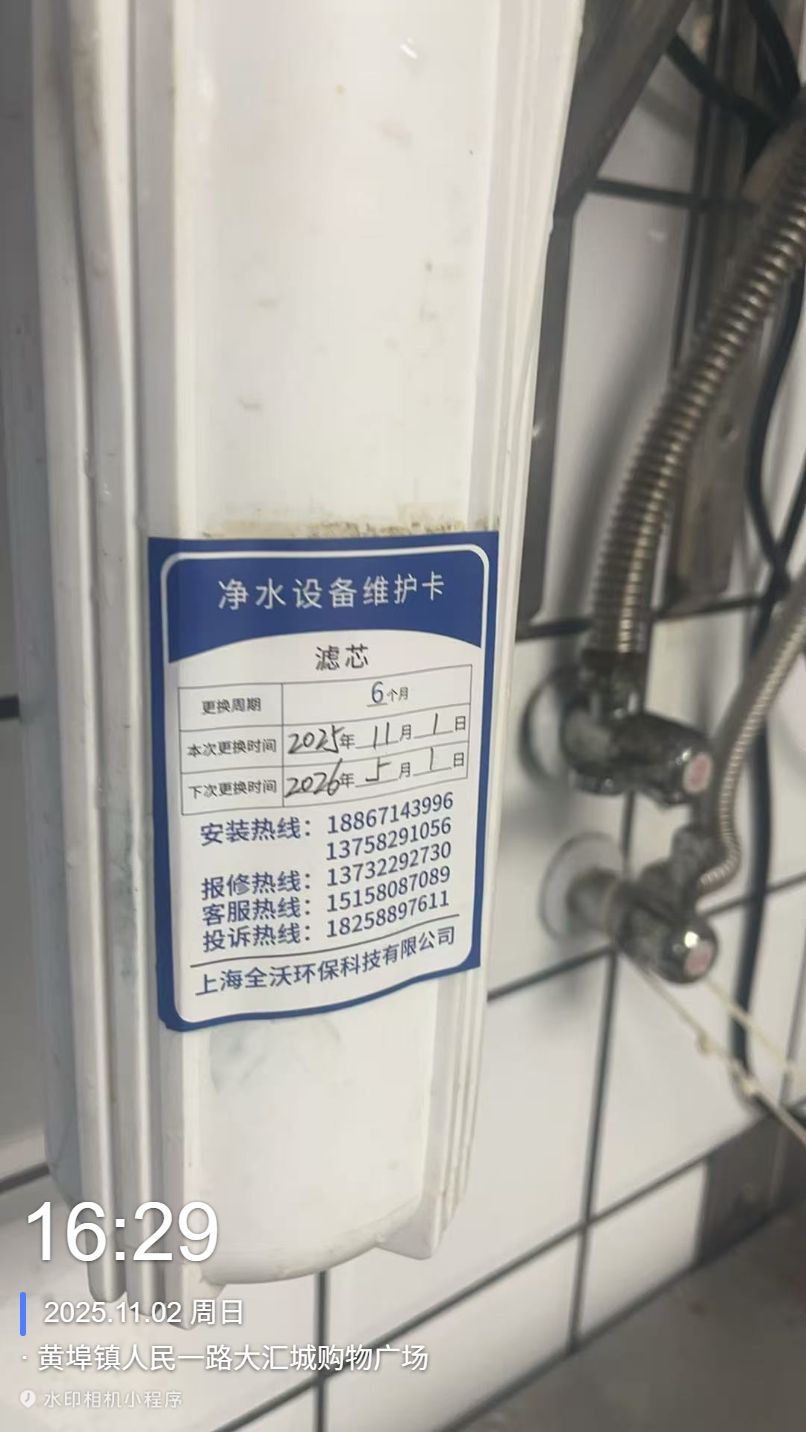 净水设备维护卡
滤芯
更换周期 6个月
本次更换时间 2025年11月1日
下次更换时间 2026年5月1日
安装热线：18867143996
13758291056
报修热线：13732292730
客服热线：15158087089
投诉热线：18258897611
上海全沃环保科技有限公司
16:29
2025.11.02 周日
· 黄埠镇人民一路大汇城购物广场
水印相机小程序